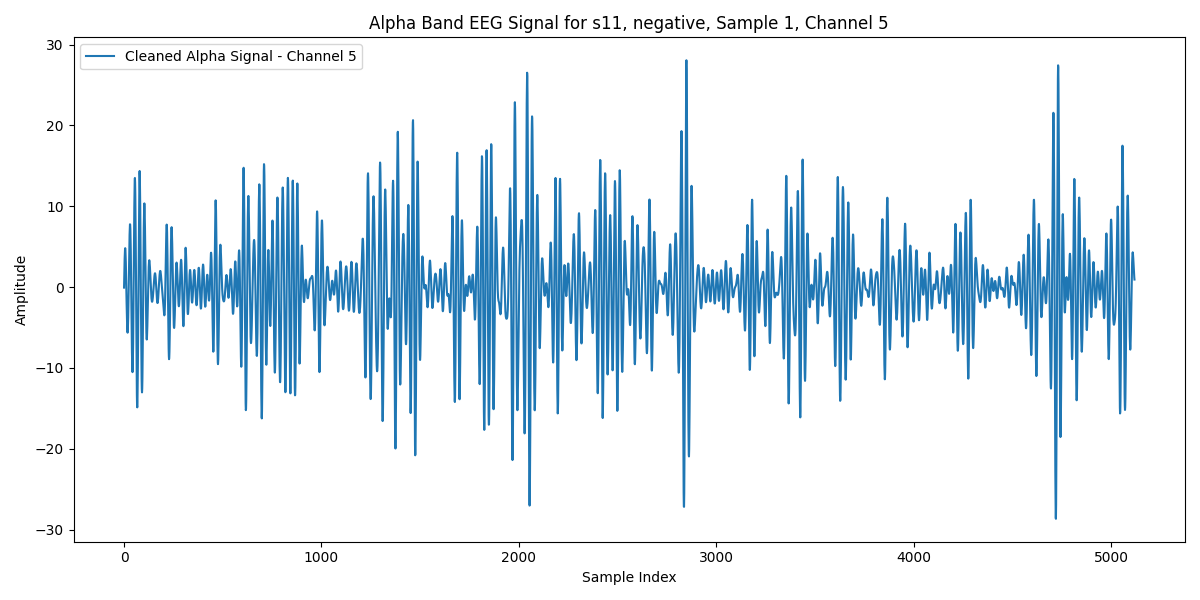 Alpha Band EEG Signal for s11, negative, Sample 1, Channel 5
Cleaned Alpha Signal - Channel 5
30
20
10
0
−10
−20
−30
Amplitude
0 1000 2000 3000 4000 5000
Sample Index